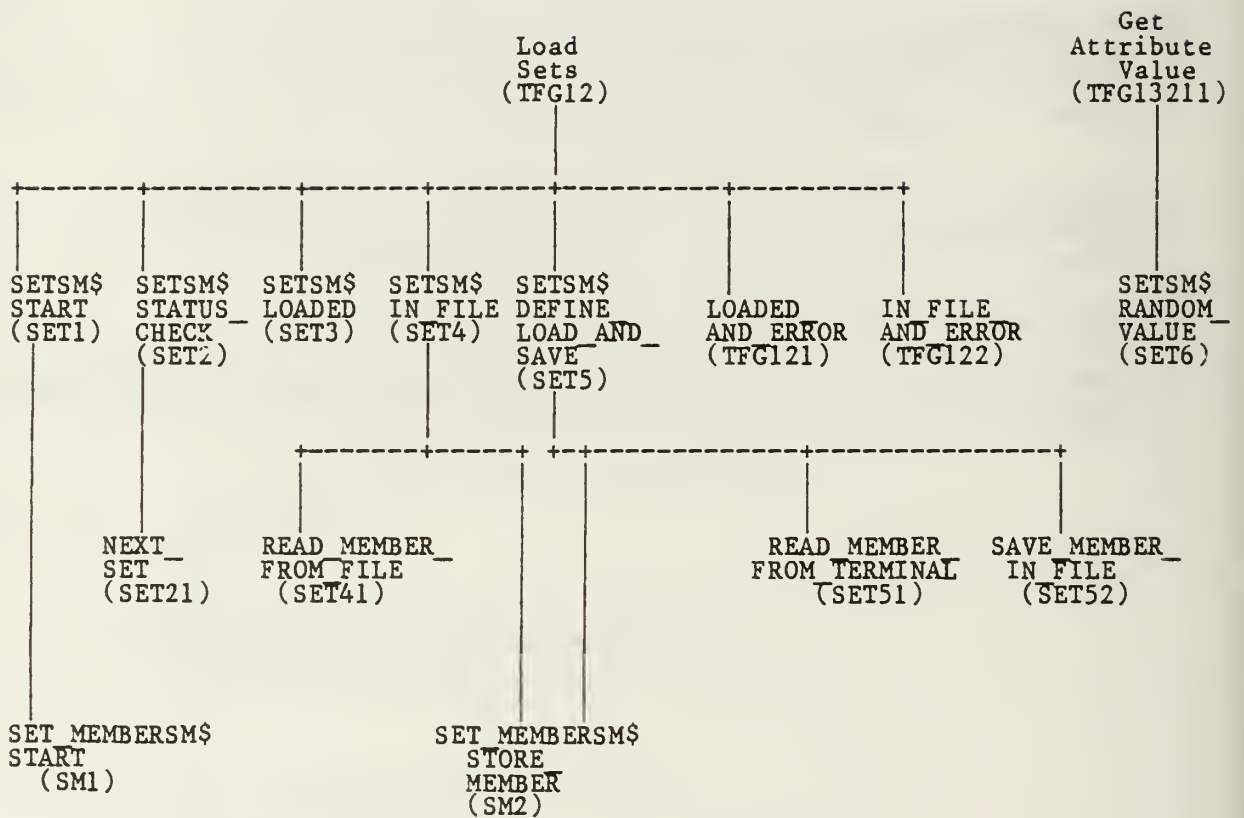 Load
Sets
(TFG12)
Get
Attribute
Value
(TFG13211)
SETSM$
START
(SET1)
SETSM$
STATUS_
CHECK
(SET2)
SETSM$
LOADED
(SET3)
SETSM$
IN_FILE
(SET4)
SETSM$
DEFINE_
LOAD_AND_
SAVE
(SET5)
LOADED_
AND_ERROR
(TFG121)
IN_FILE_
AND_ERROR
(TFG122)
SETSM$
RANDOM_
VALUE
(SET6)
NEXT_
SET
(SET21)
READ_MEMBER_
FROM_FILE
(SET41)
READ_MEMBER_
FROM_TERMINAL
(SET51)
SAVE_MEMBER_
IN_FILE
(SET52)
SET_MEMBERSM$
START
(SM1)
SET_MEMBERSM$
STORE_
MEMBER
(SM2)